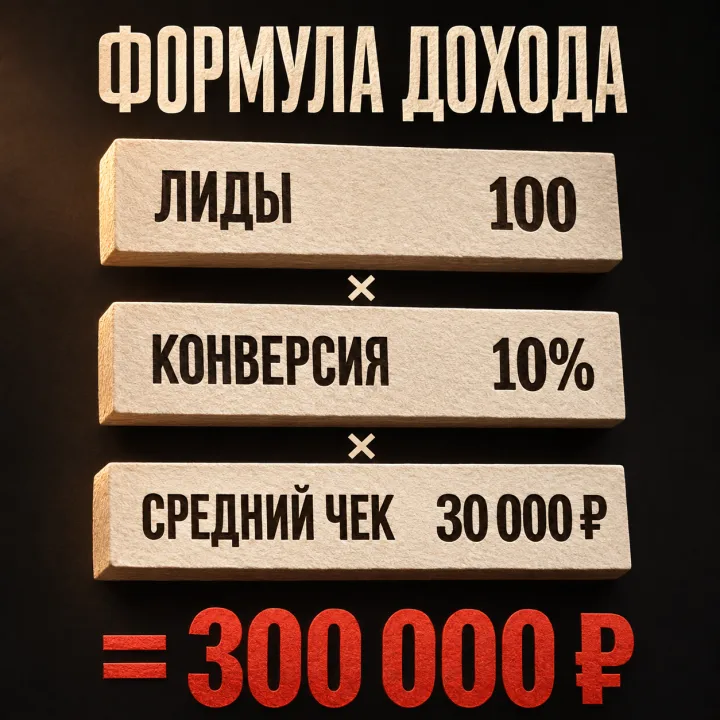 ФОРМУЛА ДОХОДА
ЛИДЫ 100
×
КОНВЕРСИЯ 10%
×
СРЕДНИЙ ЧЕК 30 000 ₽
= 300 000 ₽